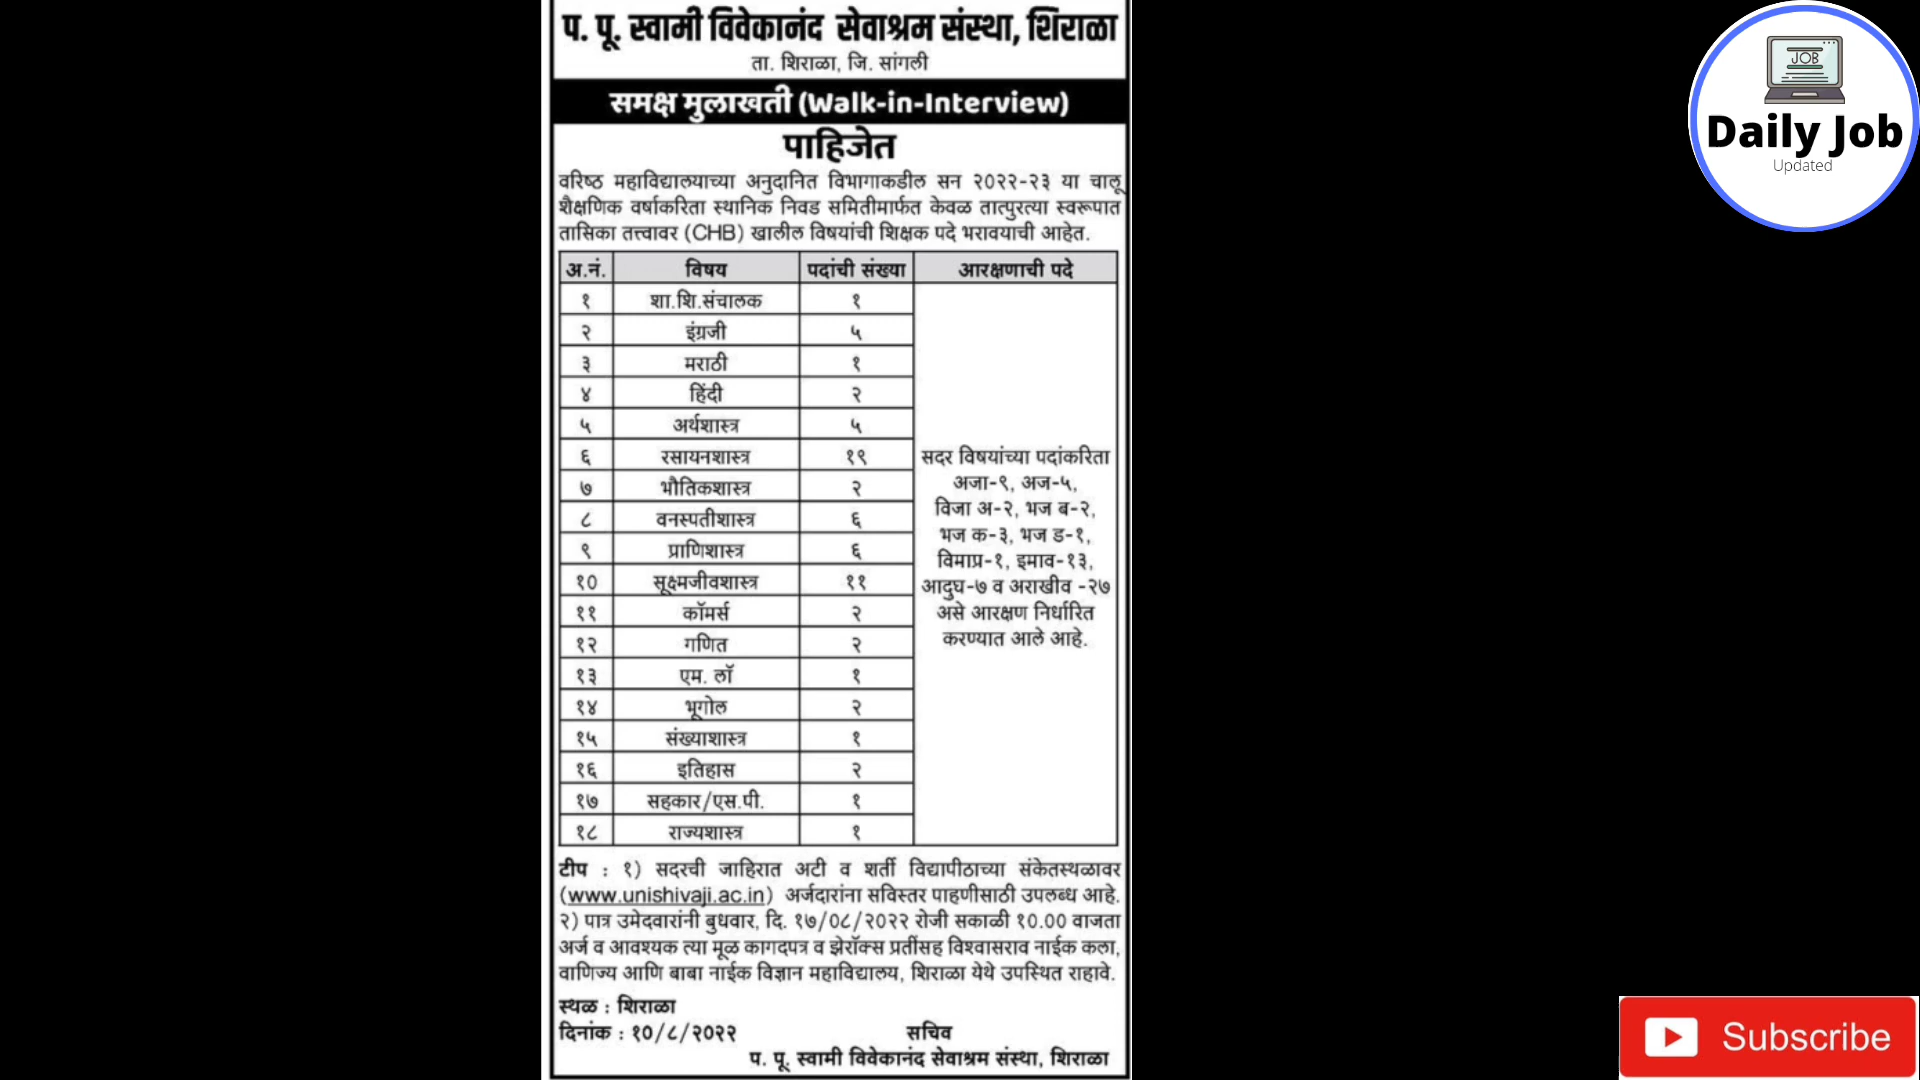 प. पू. स्वामी विवेकानंद सेवाश्रम संस्था, शिराळा
ता. शिराळा, जि. सांगली
समक्ष मुलाखती (Walk-in-Interview)
पाहिजेत
वरिष्ठ महाविद्यालयाच्या अनुदानित विभागाकडील सन २०२२-२३ या चालू
शैक्षणिक वर्षाकरिता स्थानिक निवड समितीमार्फत केवळ तात्पुरत्या स्वरूपात
तासिका तत्त्वावर (CHB) खालील विषयांची शिक्षक पदे भरावयाची आहेत.
अ.नं. विषय पदांची संख्या आरक्षणाची पदे
१ शा.शि.संचालक १
२ इंग्रजी ५
३ मराठी १
४ हिंदी २
५ अर्थशास्त्र ५
६ रसायनशास्त्र १९
७ भौतिकशास्त्र २
८ वनस्पतीशास्त्र ६
९ प्राणिशास्त्र ६
१० सूक्ष्मजीवशास्त्र ११
११ कॉमर्स २
१२ गणित २
१३ एम. लॉ १
१४ भूगोल २
१५ संख्याशास्त्र १
१६ इतिहास २
१७ सहकार/एस.पी. १
१८ राज्यशास्त्र १
सदर विषयांच्या पदांकरिता
अजा-९, अज-५,
विजा अ-२, भज ब-२,
भज क-३, भज ड-१,
विमाप्र-१, इमाव-१३,
आदुघ-७ व अराखीव -२७
असे आरक्षण निर्धारित
करण्यात आले आहे.
टीप : १) सदरची जाहिरात अटी व शर्ती विद्यापीठाच्या संकेतस्थळावर
(www.unishivaji.ac.in) अर्जदारांना सविस्तर पाहणीसाठी उपलब्ध आहे.
२) पात्र उमेदवारांनी बुधवार, दि. १७/०८/२०२२ रोजी सकाळी १०.०० वाजता
अर्ज व आवश्यक त्या मूळ कागदपत्र व झेरॉक्स प्रतींसह विश्वासराव नाईक कला,
वाणिज्य आणि बाबा नाईक विज्ञान महाविद्यालय, शिराळा येथे उपस्थित राहावे.
स्थळ : शिराळा
दिनांक : १०/८/२०२२ सचिव
प. पू. स्वामी विवेकानंद सेवाश्रम संस्था, शिराळा
JOB
Daily Job
Updated
Subscribe